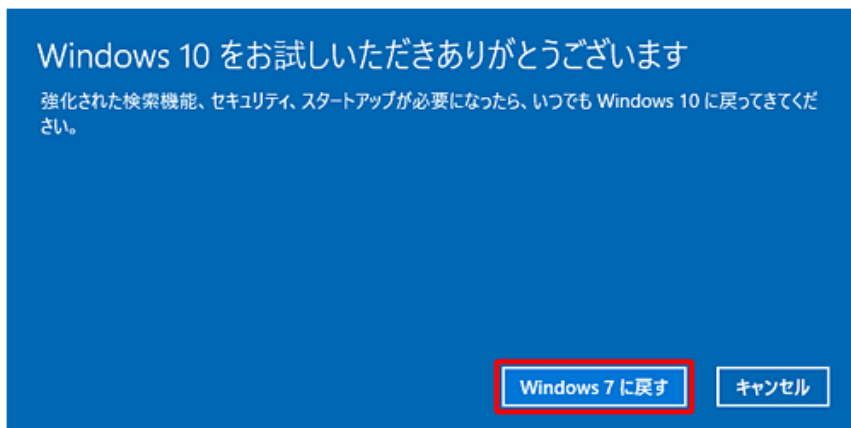 Windows 10 をお試しいただきありがとうございます
強化された検索機能、セキュリティ、スタートアップが必要になったら、いつでも Windows 10 に戻ってきてくだ
さい。
Windows 7 に戻す
キャンセル